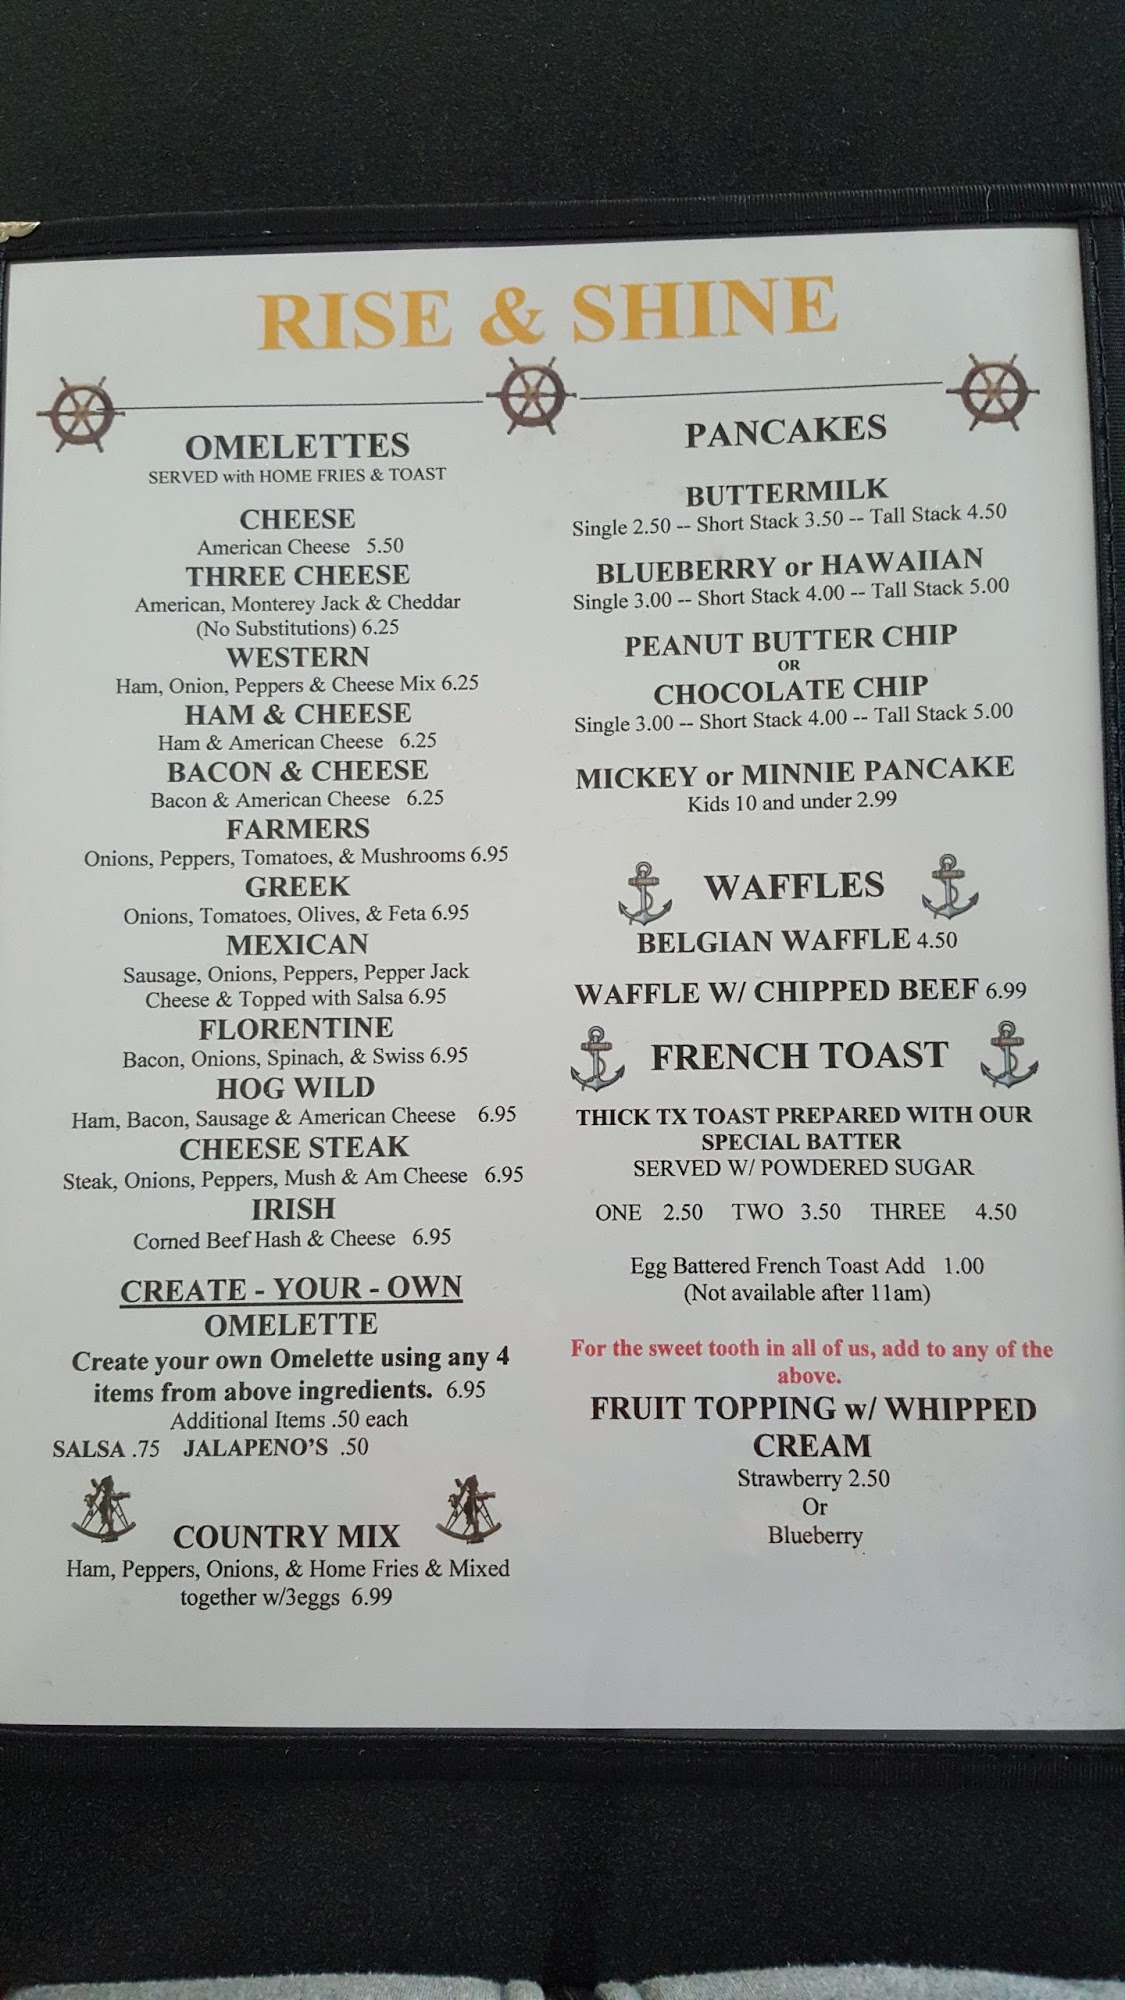 RISE & SHINE
OMELETTES
SERVED with HOME FRIES & TOAST
CHEESE
American Cheese 5.50
THREE CHEESE
American, Monterey Jack & Cheddar
(No Substitutions) 6.25
WESTERN
Ham, Onion, Peppers & Cheese Mix 6.25
HAM & CHEESE
Ham & American Cheese 6.25
BACON & CHEESE
Bacon & American Cheese 6.25
FARMERS
Onions, Peppers, Tomatoes, & Mushrooms 6.95
GREEK
Onions, Tomatoes, Olives, & Feta 6.95
MEXICAN
Sausage, Onions, Peppers, Pepper Jack
Cheese & Topped with Salsa 6.95
FLORENTINE
Bacon, Onions, Spinach, & Swiss 6.95
HOG WILD
Ham, Bacon, Sausage & American Cheese 6.95
CHEESE STEAK
Steak, Onions, Peppers, Mush & Am Cheese 6.95
IRISH
Corned Beef Hash & Cheese 6.95
CREATE - YOUR - OWN
OMELETTE
Create your own Omelette using any 4
items from above ingredients. 6.95
Additional Items .50 each
SALSA .75 JALAPENO'S .50
COUNTRY MIX
Ham, Peppers, Onions, & Home Fries & Mixed
together w/3eggs 6.99
PANCAKES
BUTTERMILK
Single 2.50 -- Short Stack 3.50 -- Tall Stack 4.50
BLUEBERRY or HAWAIIAN
Single 3.00 -- Short Stack 4.00 -- Tall Stack 5.00
PEANUT BUTTER CHIP
OR
CHOCOLATE CHIP
Single 3.00 -- Short Stack 4.00 -- Tall Stack 5.00
MICKEY or MINNIE PANCAKE
Kids 10 and under 2.99
WAFFLES
BELGIAN WAFFLE 4.50
WAFFLE W/ CHIPPED BEEF 6.99
FRENCH TOAST
THICK TX TOAST PREPARED WITH OUR
SPECIAL BATTER
SERVED W/ POWDERED SUGAR
ONE 2.50 TWO 3.50 THREE 4.50
Egg Battered French Toast Add 1.00
(Not available after 11am)
For the sweet tooth in all of us, add to any of the
above.
FRUIT TOPPING w/ WHIPPED
CREAM
Strawberry 2.50
Or
Blueberry